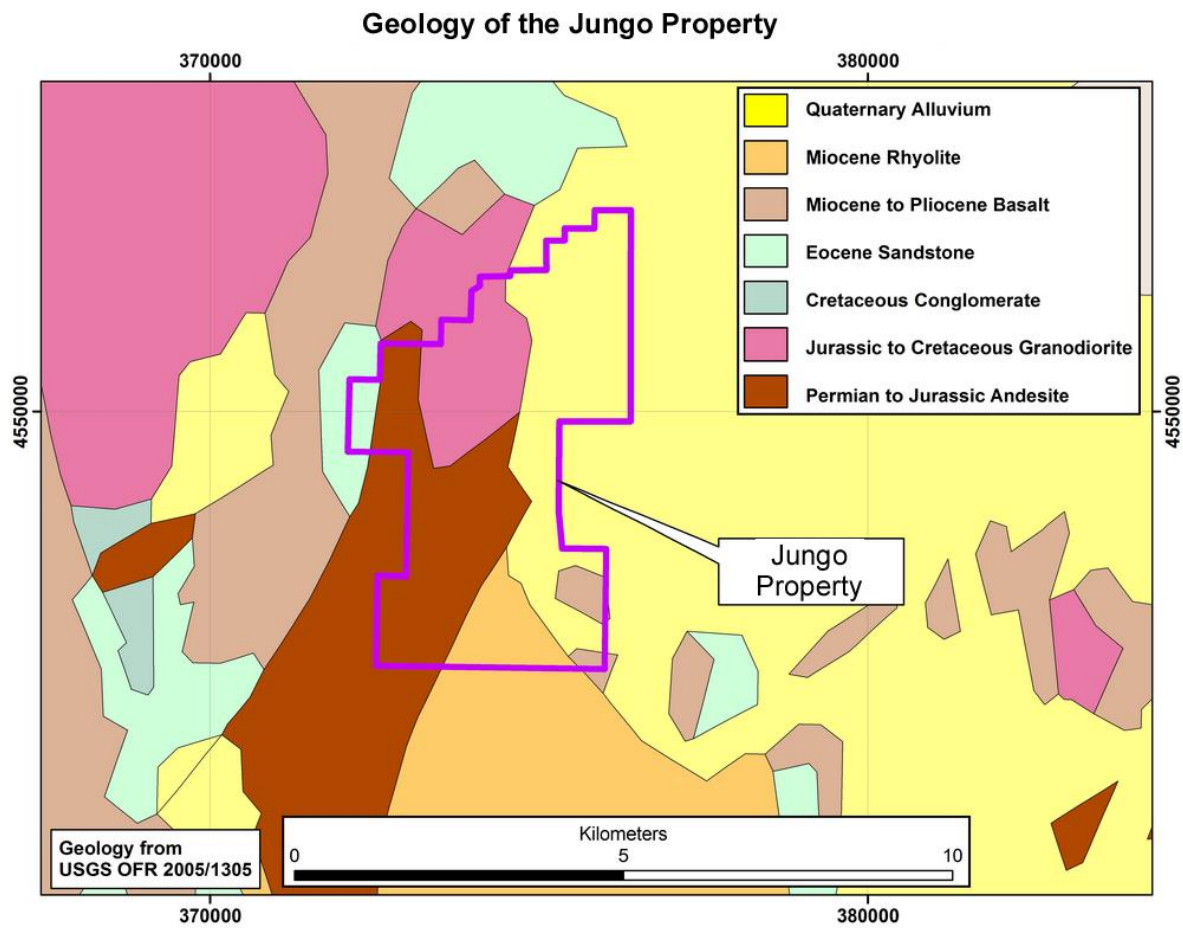 Geology of the Jungo Property
370000
380000
Quaternary Alluvium
Miocene Rhyolite
Miocene to Pliocene Basalt
Eocene Sandstone
Cretaceous Conglomerate
Jurassic to Cretaceous Granodiorite
Permian to Jurassic Andesite
4550000
4550000
Jungo
Property
Geology from
USGS OFR 2005/1305
Kilometers
0
5
10
370000
380000